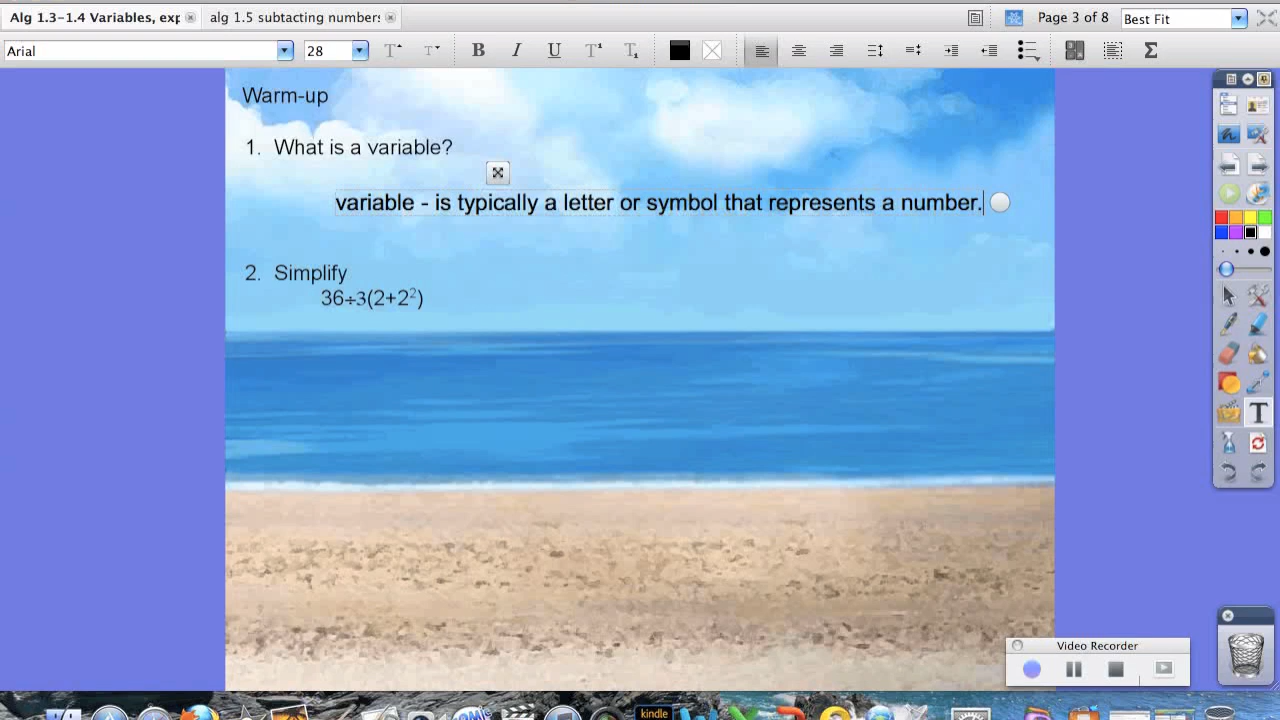 Alg 1.3-1.4 Variables, exp
alg 1.5 subtacting numbers
Page 3 of 8
Best Fit
Arial
28
B I U T T
Warm-up
1. What is a variable?
variable - is typically a letter or symbol that represents a number.
2. Simplify
36÷3(2+2²)
Video Recorder
kindle